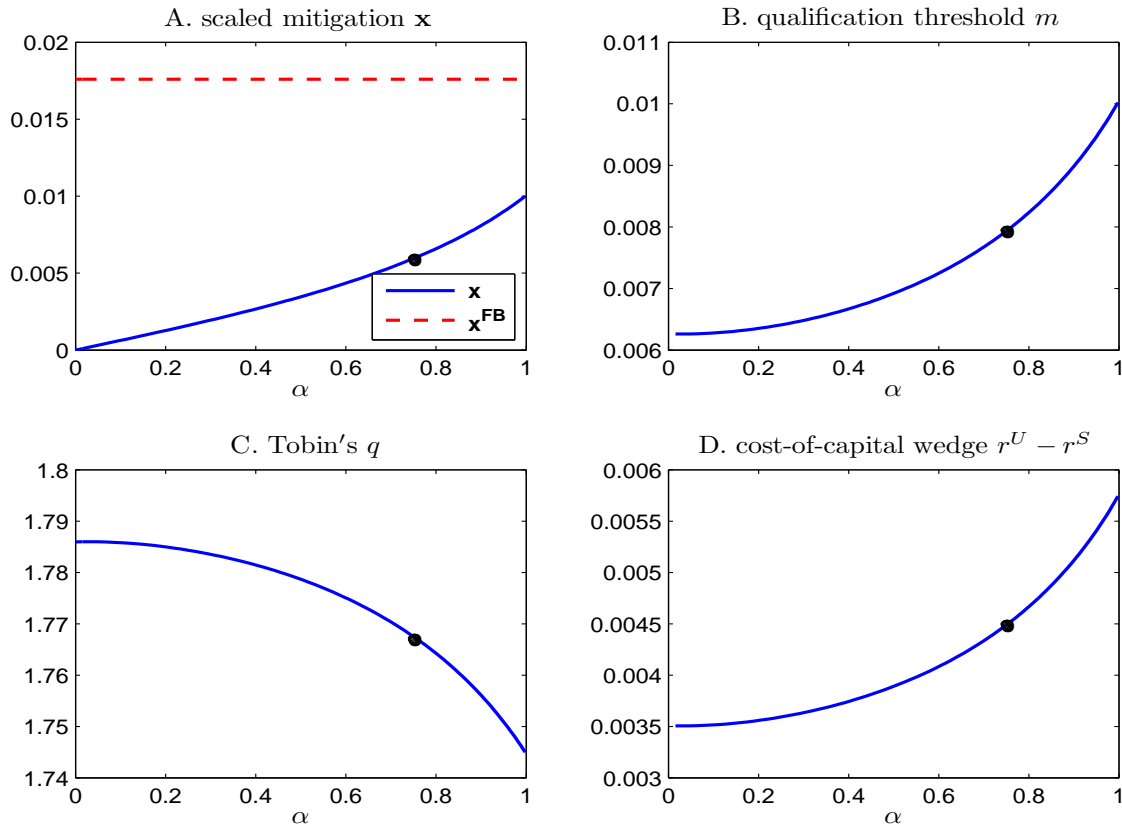 A. scaled mitigation x
0.02
0.015
0.01
0.005
0
x
x^FB
0 0.2 0.4 0.6 0.8 1
α
B. qualification threshold m
0.011
0.01
0.009
0.008
0.007
0.006
0 0.2 0.4 0.6 0.8 1
α
C. Tobin's q
1.8
1.79
1.78
1.77
1.76
1.75
1.74
0 0.2 0.4 0.6 0.8 1
α
D. cost-of-capital wedge r^U − r^S
0.006
0.0055
0.005
0.0045
0.004
0.0035
0.003
0 0.2 0.4 0.6 0.8 1
α